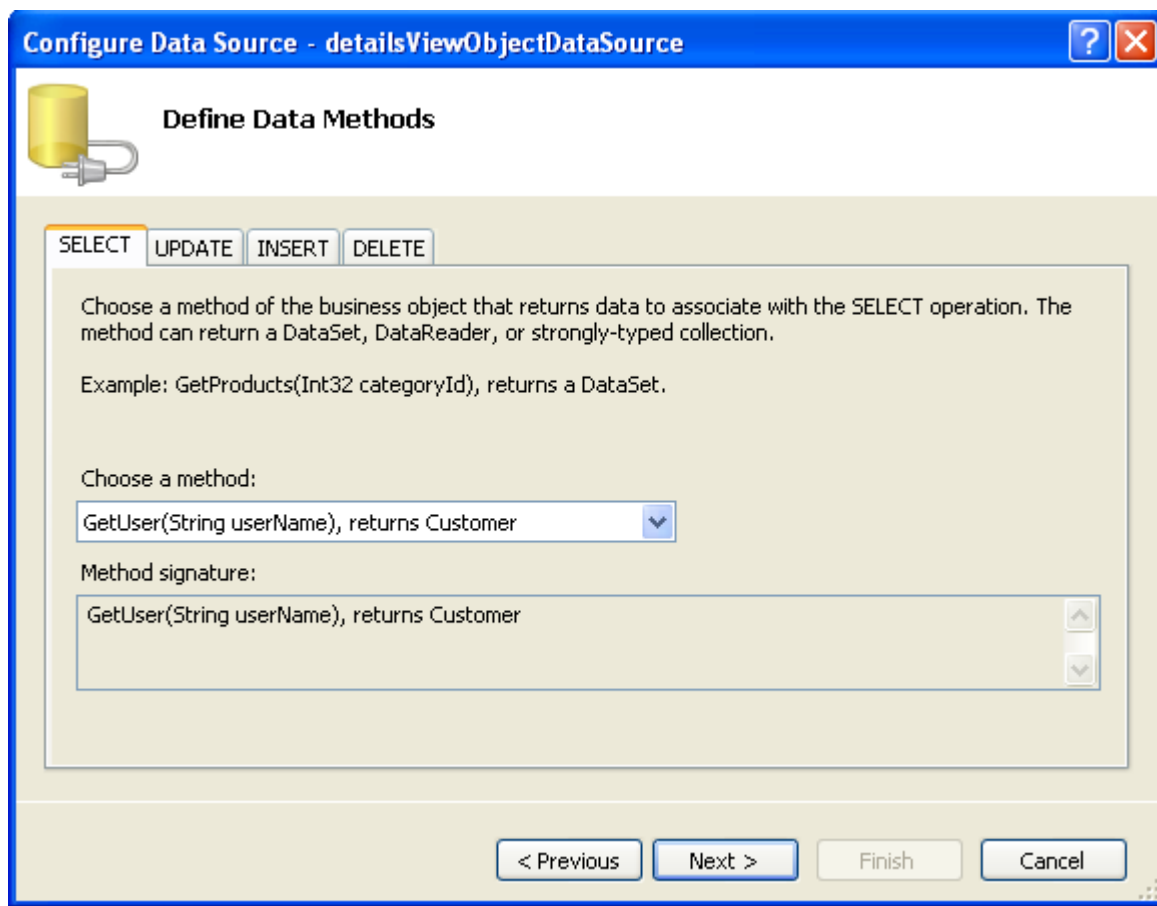 Configure Data Source - detailsViewObjectDataSource
Define Data Methods
SELECT UPDATE INSERT DELETE
Choose a method of the business object that returns data to associate with the SELECT operation. The
method can return a DataSet, DataReader, or strongly-typed collection.
Example: GetProducts(Int32 categoryId), returns a DataSet.
Choose a method:
GetUser(String userName), returns Customer
Method signature:
GetUser(String userName), returns Customer
< Previous Next > Finish Cancel